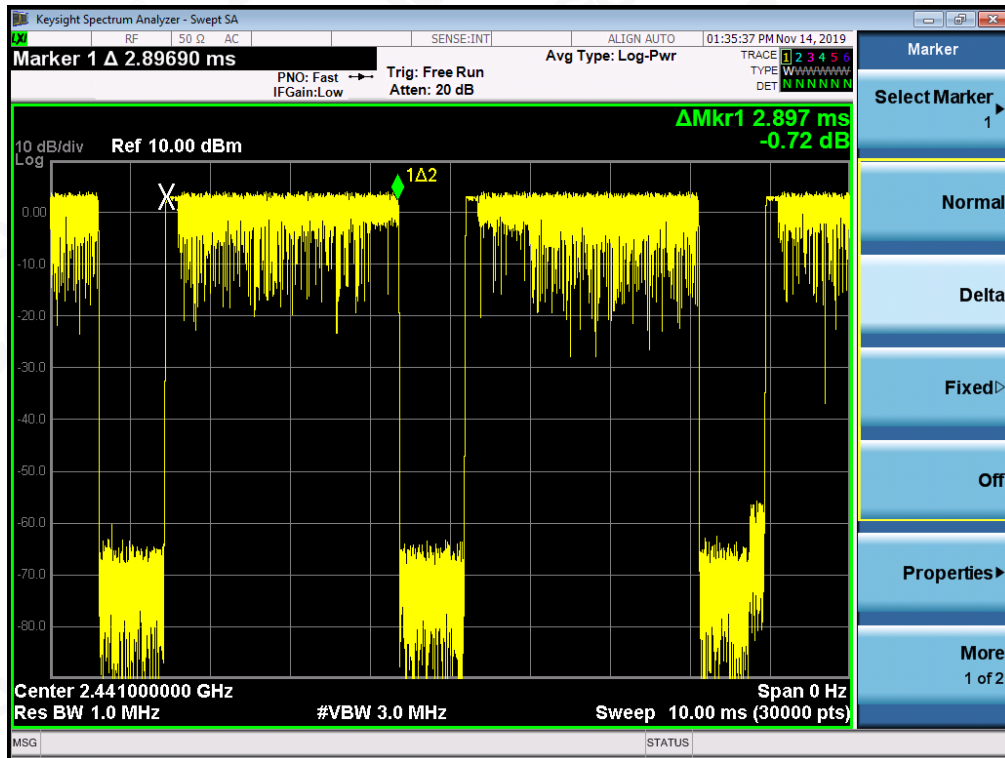 Keysight Spectrum Analyzer - Swept SA
LXI RF 50 Ω AC SENSE:INT ALIGN AUTO 01:35:37 PM Nov 14, 2019
Marker 1 Δ 2.89690 ms
PNO: Fast
IFGain:Low
Trig: Free Run
Atten: 20 dB
Avg Type: Log-Pwr
TRACE 1 2 3 4 5 6
TYPE W
DET N N N N N N
ΔMkr1 2.897 ms
-0.72 dB
10 dB/div Ref 10.00 dBm
Log
1Δ2
0.00
-10.0
-20.0
-30.0
-40.0
-50.0
-60.0
-70.0
-80.0
Center 2.441000000 GHz Span 0 Hz
Res BW 1.0 MHz #VBW 3.0 MHz Sweep 10.00 ms (30000 pts)
MSG STATUS
Marker
Select Marker
1
Normal
Delta
Fixed
Off
Properties
More
1 of 2